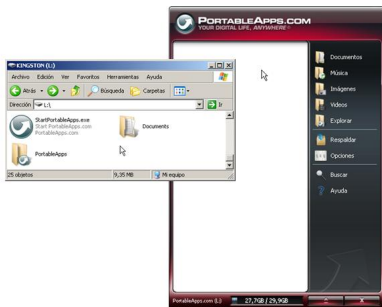 KINGSTON (L:)
Archivo Edición Ver Favoritos Herramientas Ayuda
Atrás Búsqueda Carpetas
Dirección L:\ Ir
StartPortableApps.exe
Start PortableApps.com
PortableApps.com
Documents
PortableApps
25 objetos 9,35 MB Mi equipo
PORTABLEAPPS.COM
YOUR DIGITAL LIFE, ANYWHERE
Documentos
Música
Imágenes
Videos
Explorar
Respaldar
Opciones
Buscar
Ayuda
PortableApps.com (L:) 27,7GB / 29,9GB